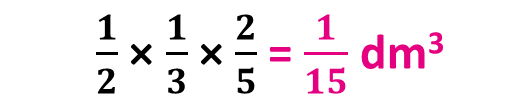 1/2 × 1/3 × 2/5 = 1/15 dm³